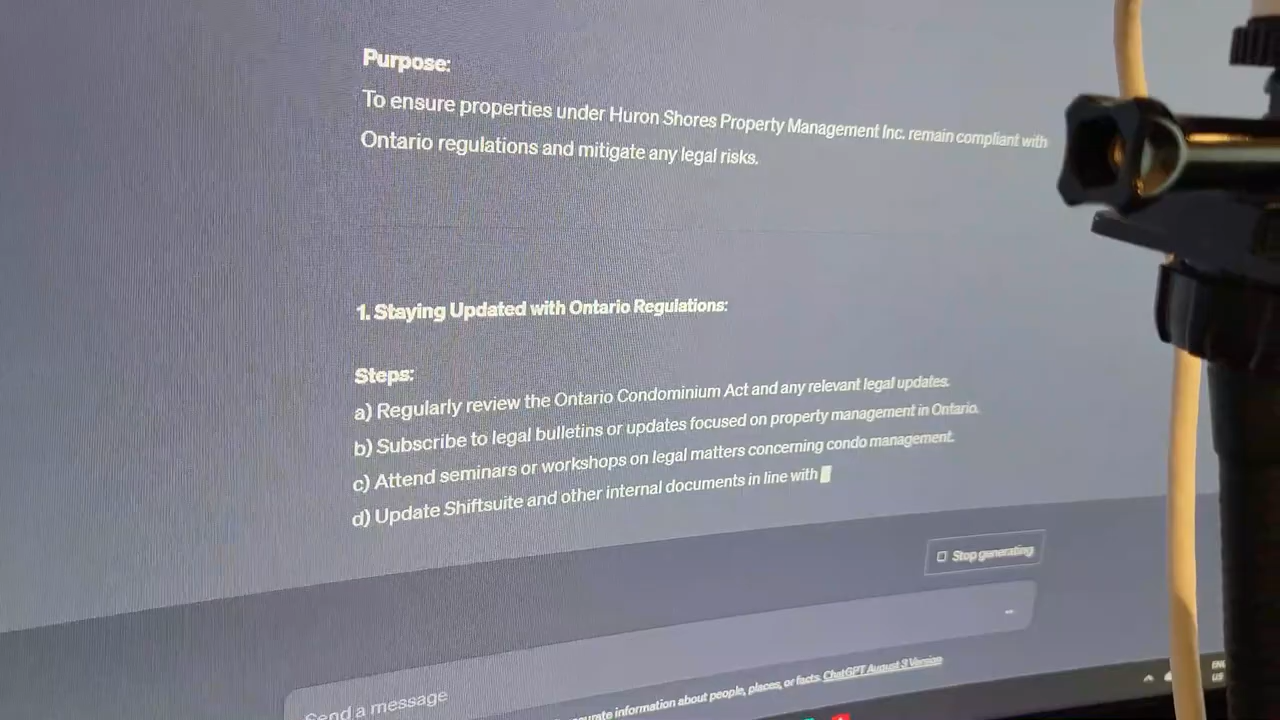 Purpose:
To ensure properties under Huron Shores Property Management Inc. remain compliant with
Ontario regulations and mitigate any legal risks.
1. Staying Updated with Ontario Regulations:
Steps:
a) Regularly review the Ontario Condominium Act and any relevant legal updates.
b) Subscribe to legal bulletins or updates focused on property management in Ontario.
c) Attend seminars or workshops on legal matters concerning condo management.
d) Update Shiftsuite and other internal documents in line with
Stop generating
Send a message
information about people, places, or facts. ChatGPT August 3 Version
ENG
US